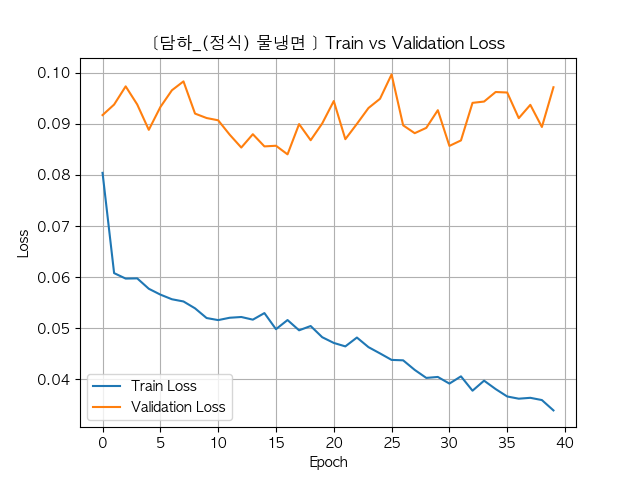 [담하_(정식) 물냉면 ] Train vs Validation Loss
0.10
0.09
0.08
0.07
0.06
0.05
0.04
Loss
Train Loss
Validation Loss
0 5 10 15 20 25 30 35 40
Epoch